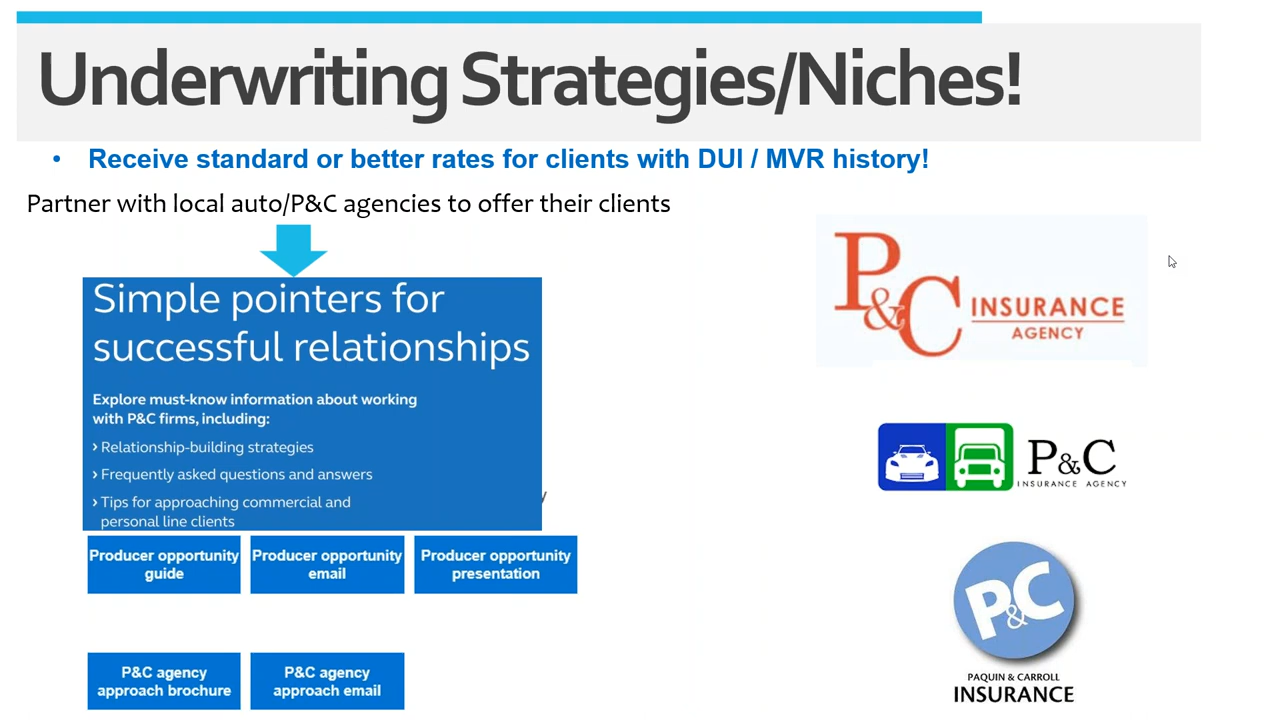 Underwriting Strategies/Niches!
• Receive standard or better rates for clients with DUI / MVR history!
Partner with local auto/P&C agencies to offer their clients
Simple pointers for
successful relationships
Explore must-know information about working
with P&C firms, including:
› Relationship-building strategies
› Frequently asked questions and answers
› Tips for approaching commercial and
personal line clients
y
Producer opportunity
guide
Producer opportunity
email
Producer opportunity
presentation
P&C agency
approach brochure
P&C agency
approach email
P&C INSURANCE
AGENCY
P&C
INSURANCE AGENCY
P&C
PAQUIN & CARROLL
INSURANCE